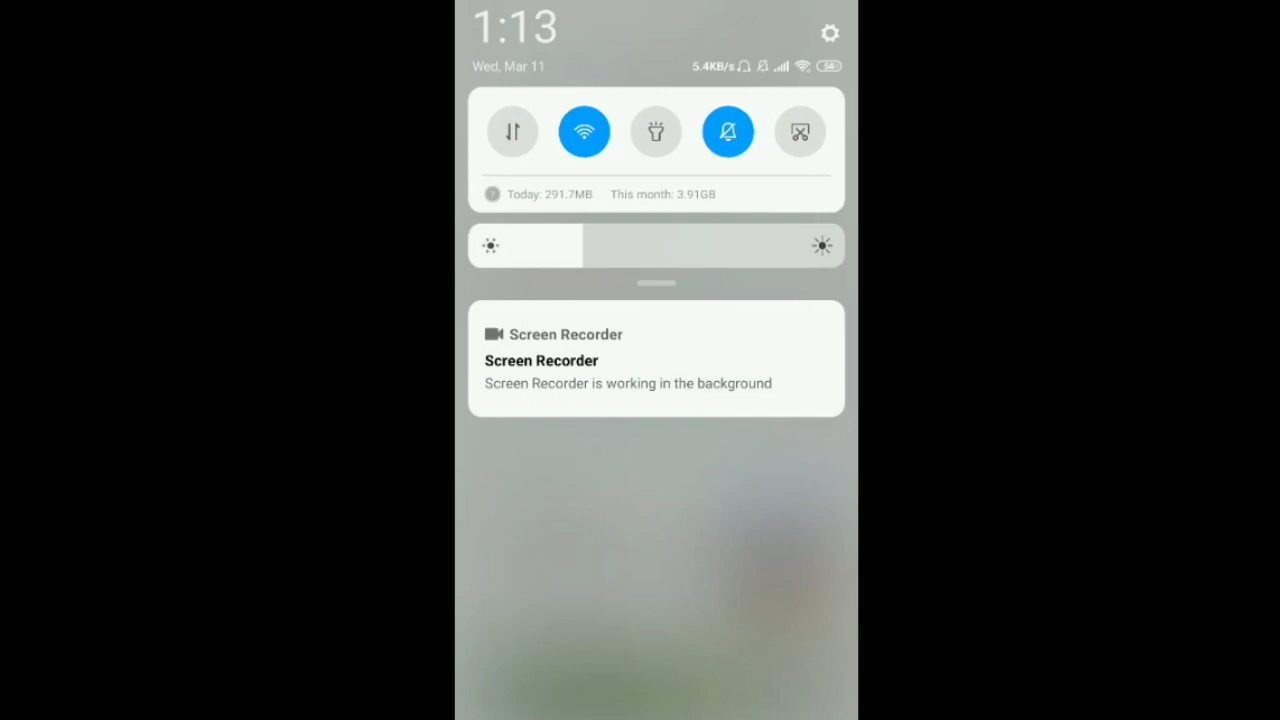 1:13
Wed, Mar 11
5.4KB/s
54
Today: 291.7MB This month: 3.91GB
Screen Recorder
Screen Recorder
Screen Recorder is working in the background